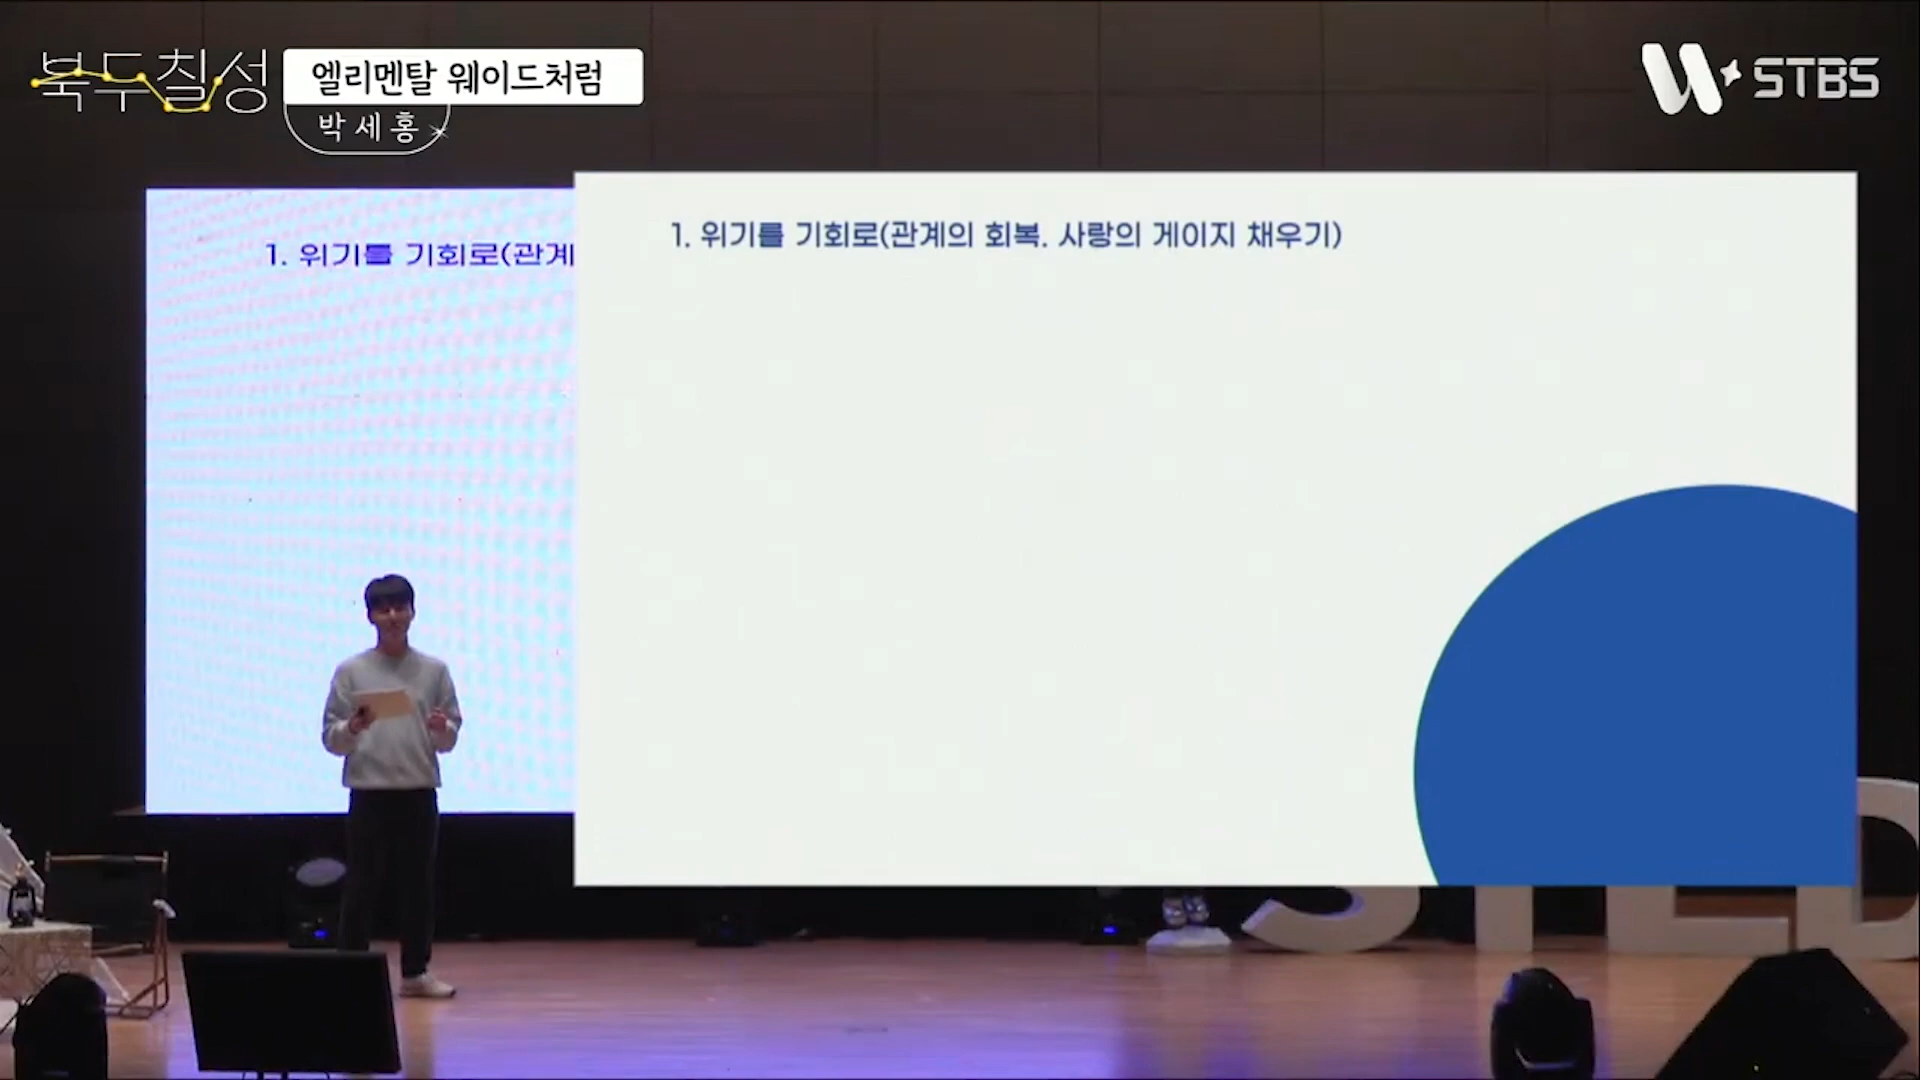 북두칠성
엘리멘탈 웨이드처럼
박세홍
W STBS
1. 위기를 기회로(관계
1. 위기를 기회로(관계의 회복. 사랑의 게이지 채우기)
STED